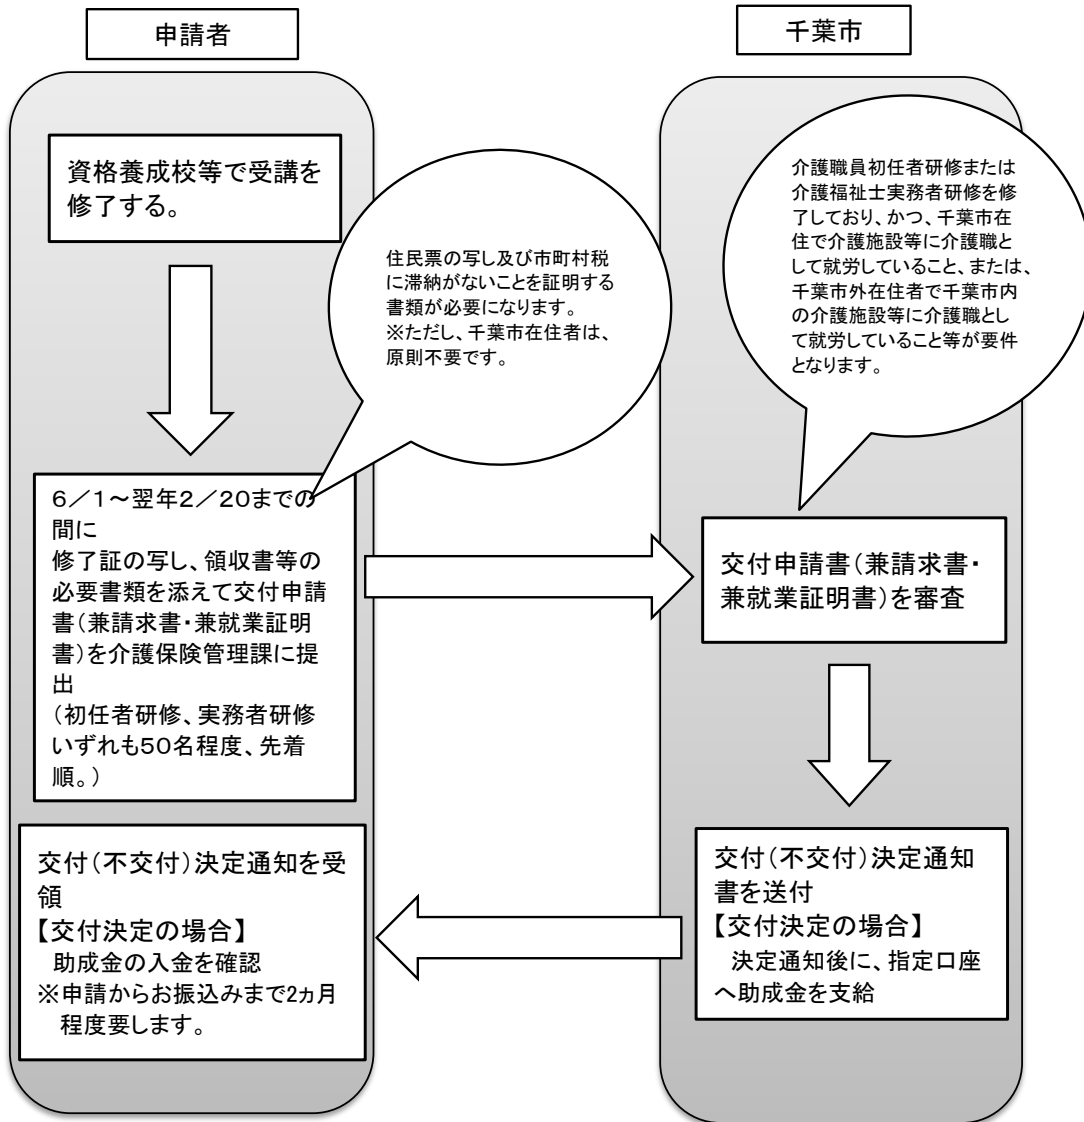 申請者
千葉市
資格養成校等で受講を
修了する。
住民票の写し及び市町村税
に滞納がないことを証明する
書類が必要になります。
※ただし、千葉市在住者は、
原則不要です。
介護職員初任者研修または
介護福祉士実務者研修を修
了しており、かつ、千葉市在
住で介護施設等に介護職と
して就労していること、または、
千葉市外在住者で千葉市内
の介護施設等に介護職とし
て就労していること等が要件
となります。
6/1～翌年2/20までの
間に
修了証の写し、領収書等の
必要書類を添えて交付申請
書(兼請求書・兼就業証明
書)を介護保険管理課に提
出
(初任者研修、実務者研修
いずれも50名程度、先着
順。)
交付申請書(兼請求書・
兼就業証明書)を審査
交付(不交付)決定通知を受
領
【交付決定の場合】
助成金の入金を確認
※申請からお振込みまで2ヵ月
程度要します。
交付(不交付)決定通知
書を送付
【交付決定の場合】
決定通知後に、指定口座
へ助成金を支給